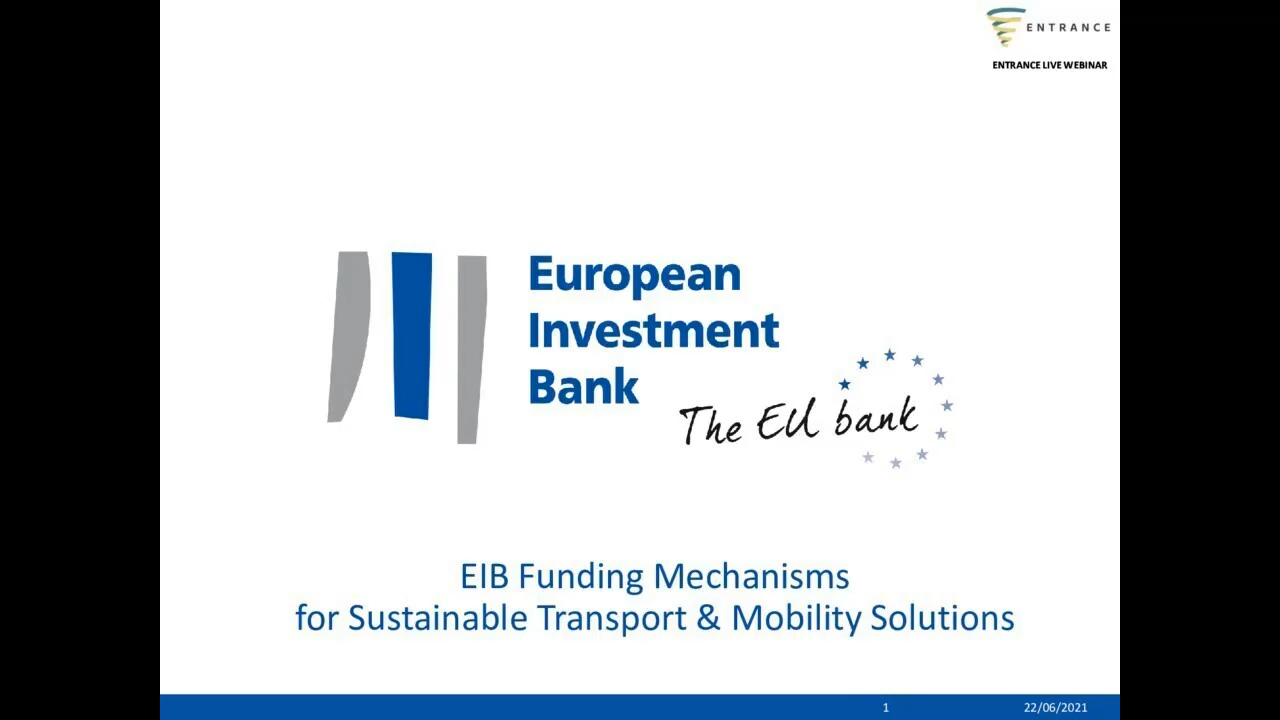 ENTRANCE
ENTRANCE LIVE WEBINAR
European
Investment
Bank
The EU bank
EIB Funding Mechanisms
for Sustainable Transport & Mobility Solutions
1
22/06/2021